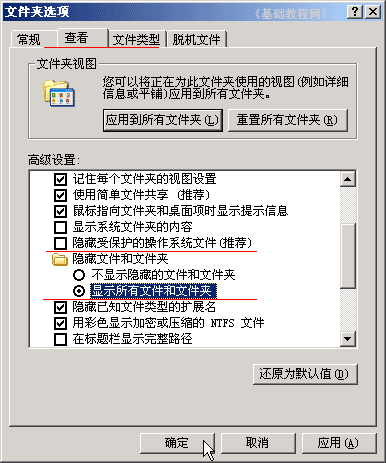 文件夹选项
《基础教程网》
常规 查看 文件类型 脱机文件
文件夹视图
您可以将正在为此文件夹使用的视图(例如详细
信息或平铺)应用到所有文件夹。
应用到所有文件夹(L) 重置所有文件夹(R)
高级设置:
记住每个文件夹的视图设置
使用简单文件共享 (推荐)
鼠标指向文件夹和桌面项时显示提示信息
显示系统文件夹的内容
隐藏受保护的操作系统文件(推荐)
隐藏文件和文件夹
不显示隐藏的文件和文件夹
显示所有文件和文件夹
隐藏已知文件类型的扩展名
用彩色显示加密或压缩的 NTFS 文件
在标题栏显示完整路径
还原为默认值(D)
确定 取消 应用(A)